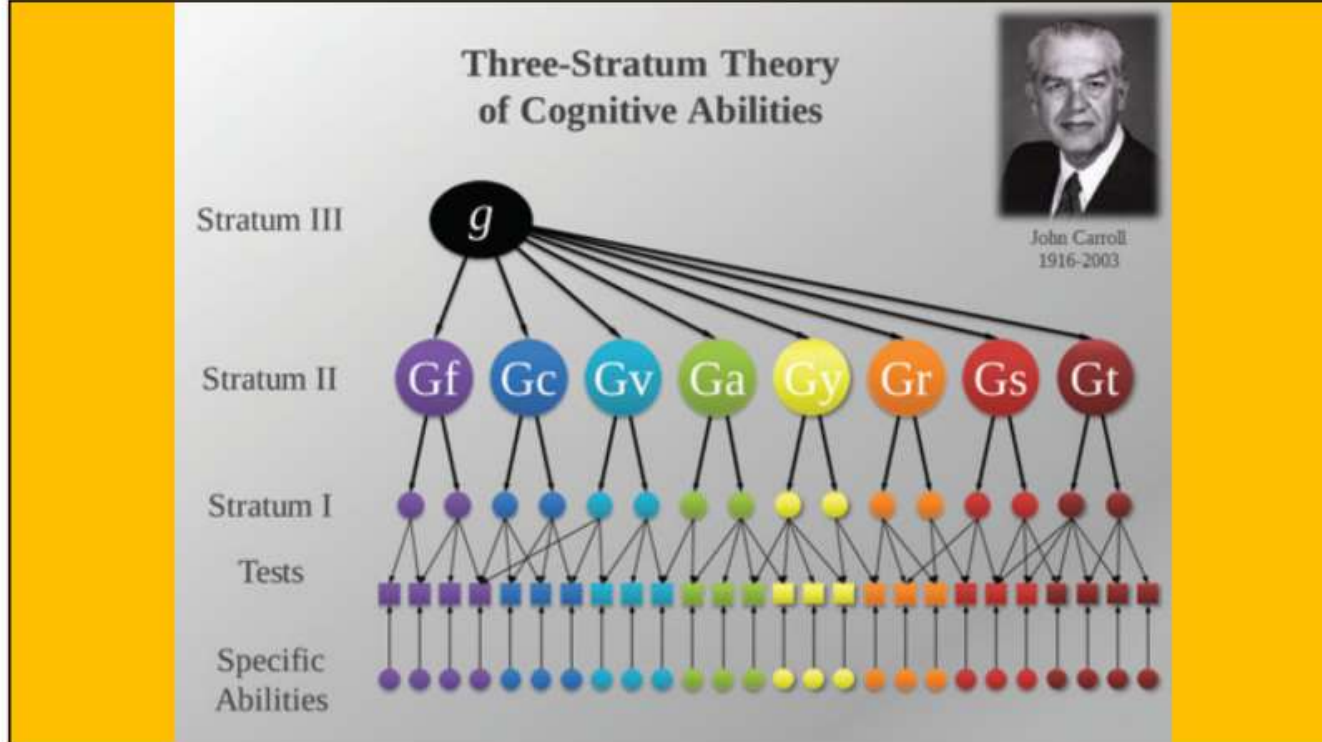 Three-Stratum Theory
of Cognitive Abilities
John Carroll
1916-2003
Stratum III
g
Stratum II
Gf Gc Gv Ga Gy Gr Gs Gt
Stratum I
Tests
Specific
Abilities